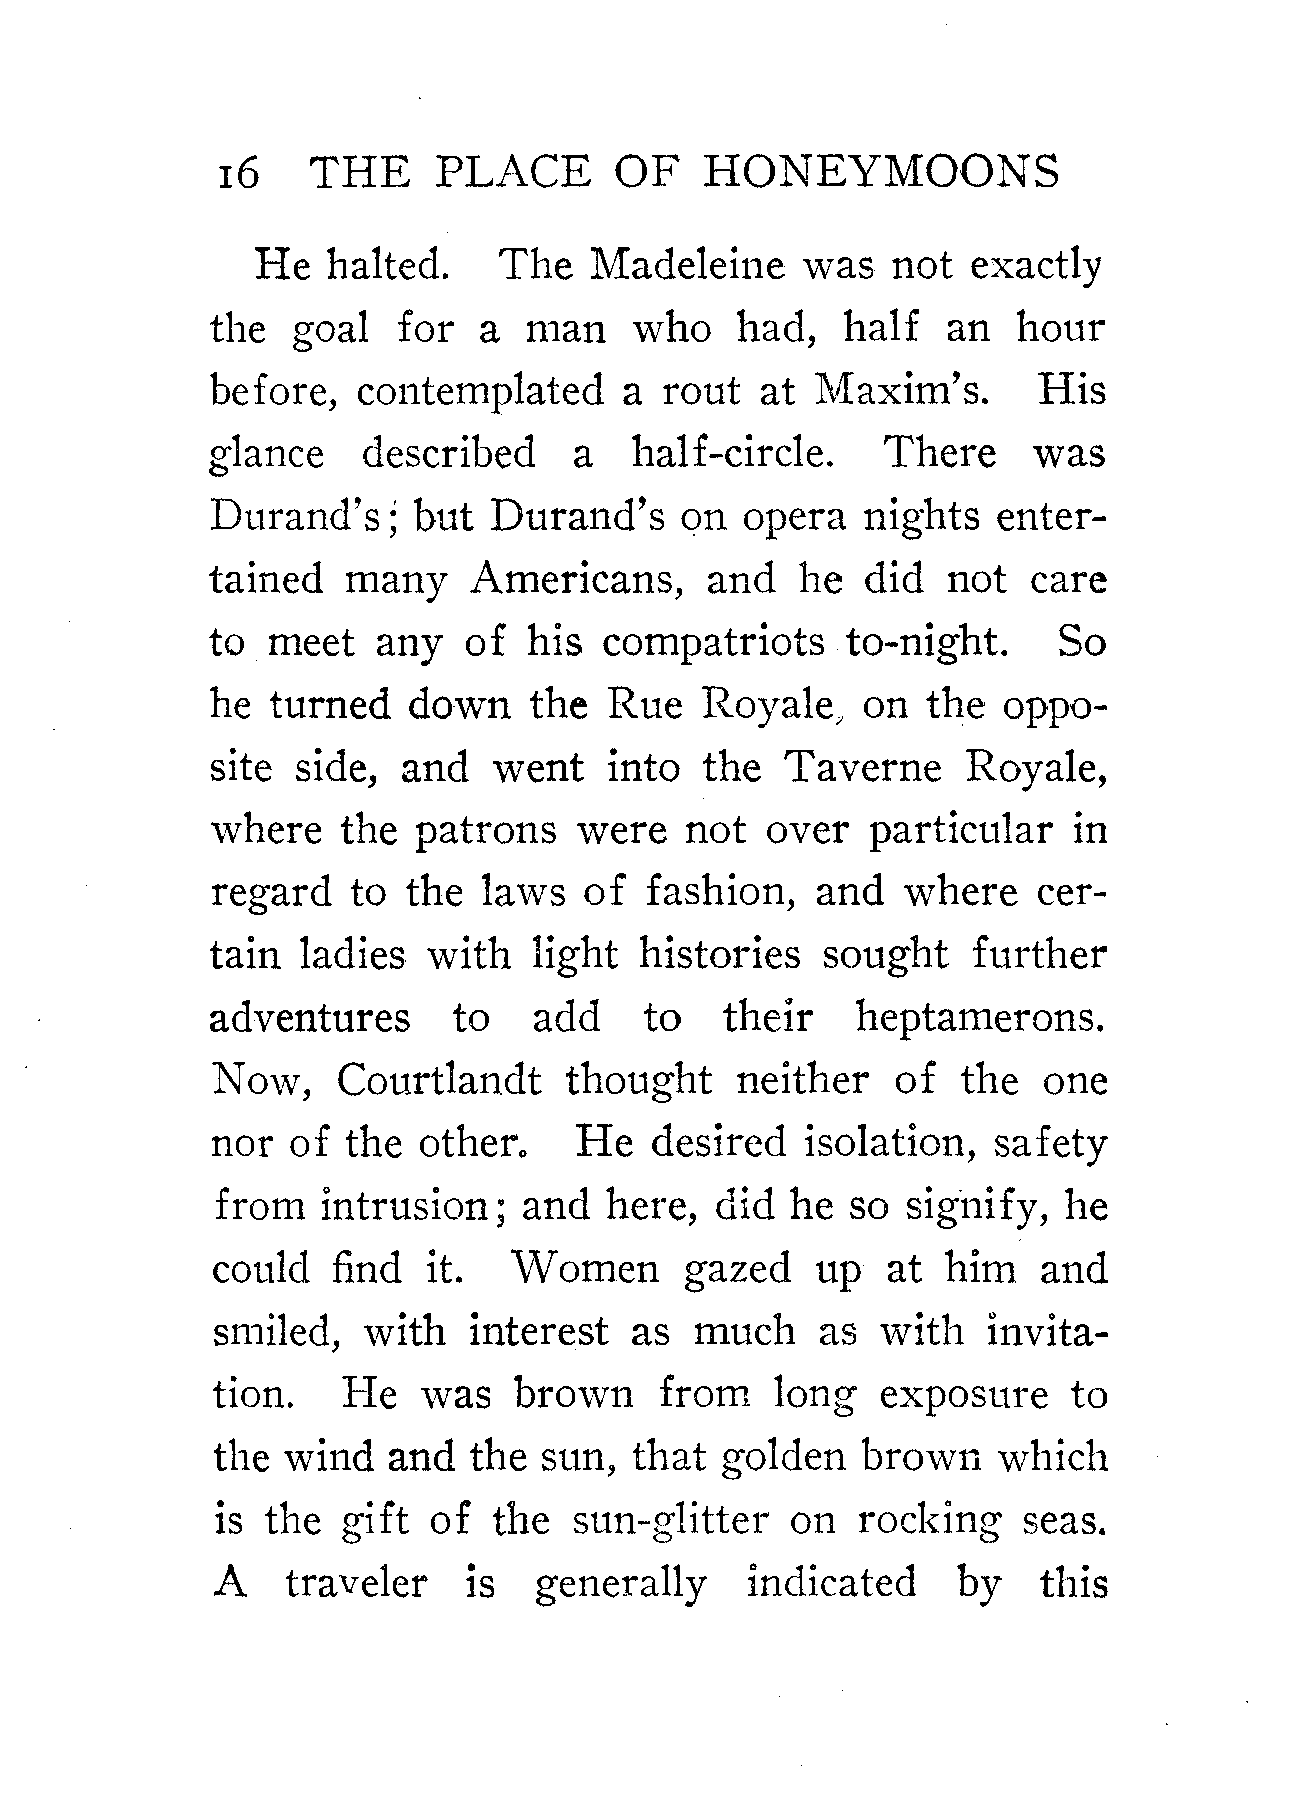 16 THE PLACE OF HONEYMOONS
He halted. The Madeleine was not exactly
the goal for a man who had, half an hour
before, contemplated a rout at Maxim's. His
glance described a half-circle. There was
Durand's; but Durand's on opera nights enter-
tained many Americans, and he did not care
to meet any of his compatriots to-night. So
he turned down the Rue Royale, on the oppo-
site side, and went into the Taverne Royale,
where the patrons were not over particular in
regard to the laws of fashion, and where cer-
tain ladies with light histories sought further
adventures to add to their heptamerons.
Now, Courtlandt thought neither of the one
nor of the other. He desired isolation, safety
from intrusion; and here, did he so signify, he
could find it. Women gazed up at him and
smiled, with interest as much as with invita-
tion. He was brown from long exposure to
the wind and the sun, that golden brown which
is the gift of the sun-glitter on rocking seas.
A traveler is generally indicated by this